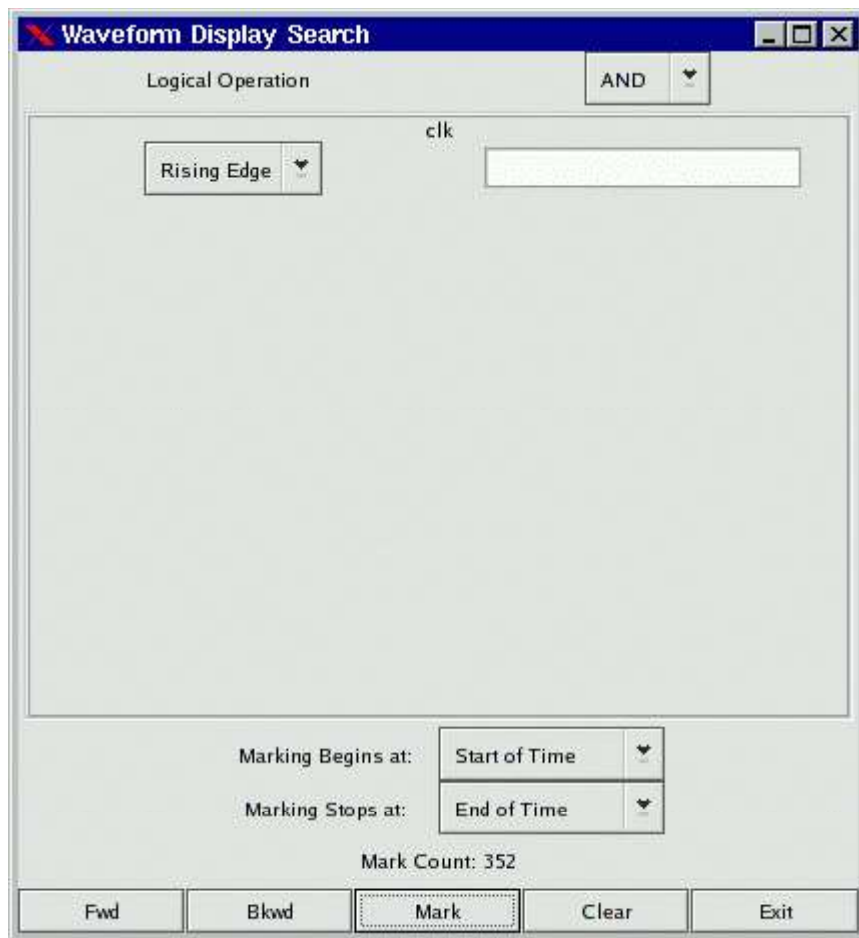 Waveform Display Search
Logical Operation AND
clk
Rising Edge
Marking Begins at: Start of Time
Marking Stops at: End of Time
Mark Count: 352
Fwd Bkwd Mark Clear Exit